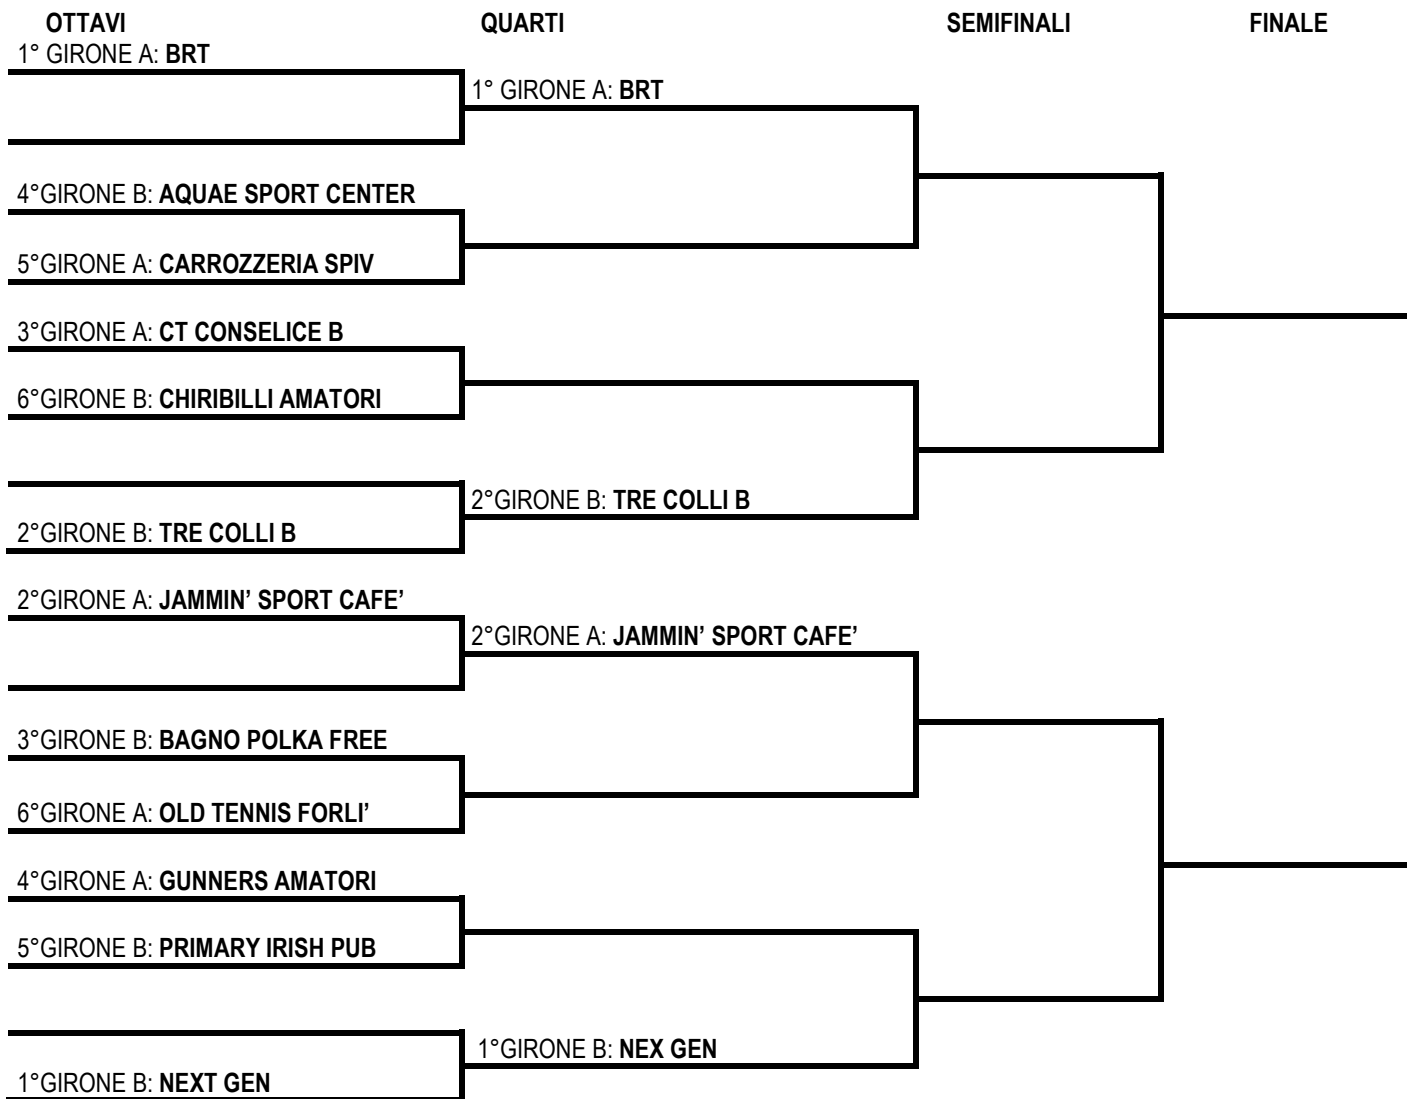 OTTAVI QUARTI SEMIFINALI FINALE
1° GIRONE A: BRT
1° GIRONE A: BRT
4°GIRONE B: AQUAE SPORT CENTER
5°GIRONE A: CARROZZERIA SPIV
3°GIRONE A: CT CONSELICE B
6°GIRONE B: CHIRIBILLI AMATORI
2°GIRONE B: TRE COLLI B
2°GIRONE B: TRE COLLI B
2°GIRONE A: JAMMIN’ SPORT CAFE’
2°GIRONE A: JAMMIN’ SPORT CAFE’
3°GIRONE B: BAGNO POLKA FREE
6°GIRONE A: OLD TENNIS FORLI’
4°GIRONE A: GUNNERS AMATORI
5°GIRONE B: PRIMARY IRISH PUB
1°GIRONE B: NEX GEN
1°GIRONE B: NEXT GEN